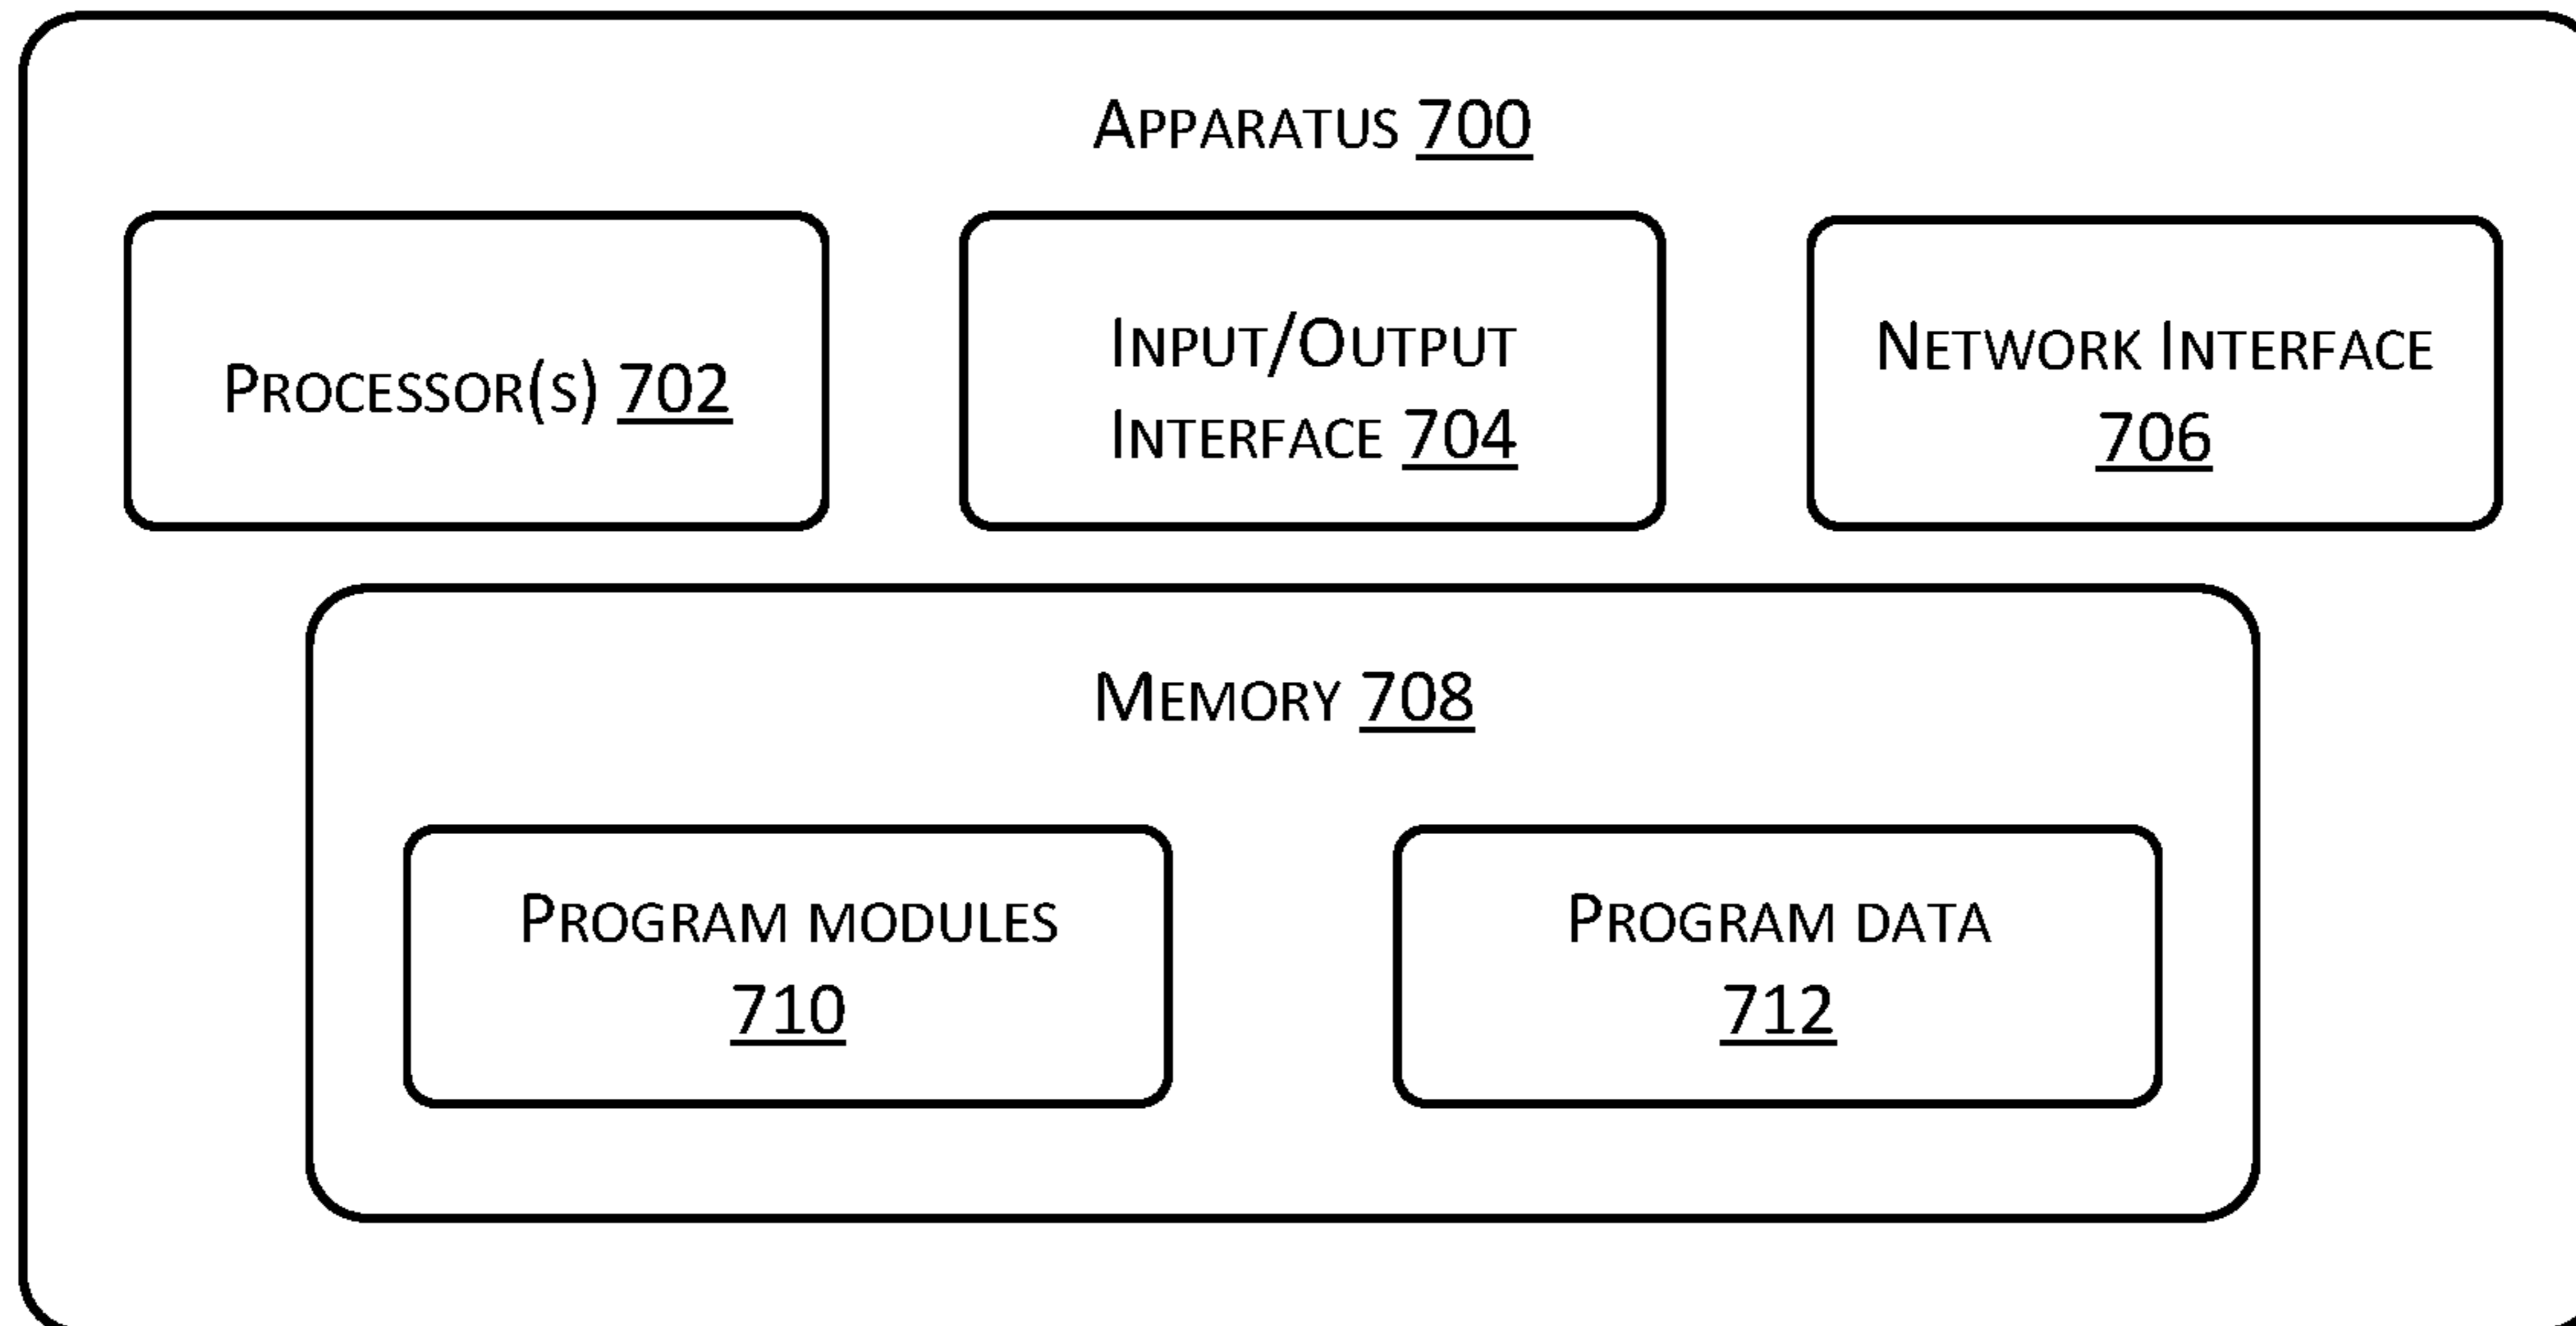 APPARATUS 700
PROCESSOR(S) 702
INPUT/OUTPUT
INTERFACE 704
NETWORK INTERFACE
706
MEMORY 708
PROGRAM MODULES
710
PROGRAM DATA
712